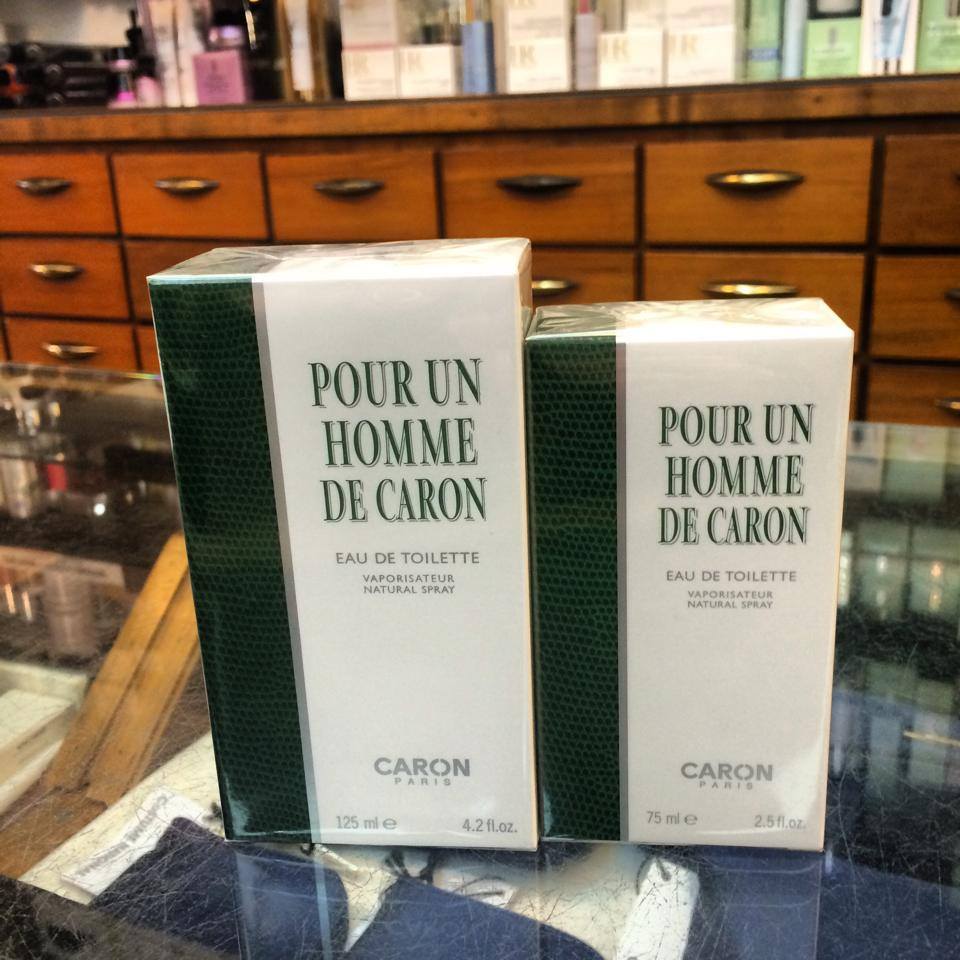 POUR UN
HOMME
DE CARON
EAU DE TOILETTE
VAPORISATEUR
NATURAL SPRAY
CARON
PARIS
125 ml e
4.2 fl.oz.
POUR UN
HOMME
DE CARON
EAU DE TOILETTE
VAPORISATEUR
NATURAL SPRAY
CARON
PARIS
75 ml e
2.5 fl.oz.